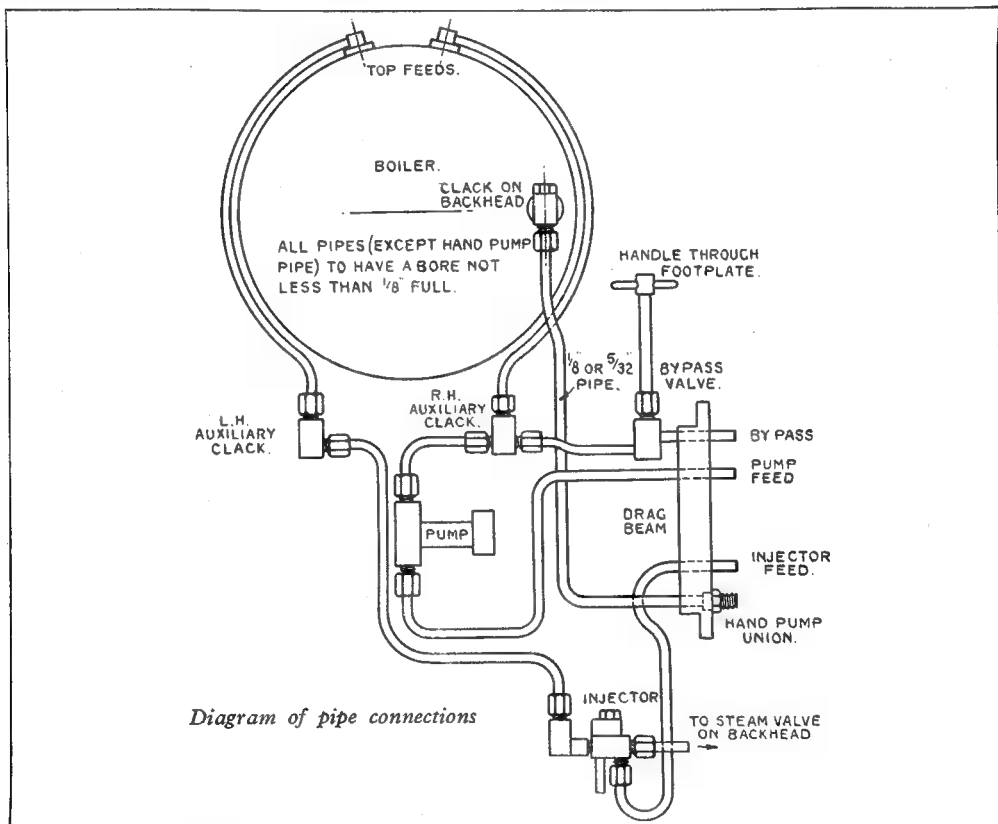 TOP FEEDS.
BOILER.
CLACK ON
BACKHEAD
ALL PIPES (EXCEPT HAND PUMP
PIPE) TO HAVE A BORE NOT
LESS THAN 1/8" FULL.
HANDLE THROUGH
FOOTPLATE.
1/8" OR 5/32"
PIPE.
BYPASS
VALVE.
R.H.
AUXILIARY
CLACK.
L.H.
AUXILIARY
CLACK.
BY PASS
PUMP
FEED
DRAG
BEAM
PUMP
INJECTOR
FEED.
HAND PUMP
UNION.
Diagram of pipe connections
INJECTOR
TO STEAM VALVE
ON BACKHEAD